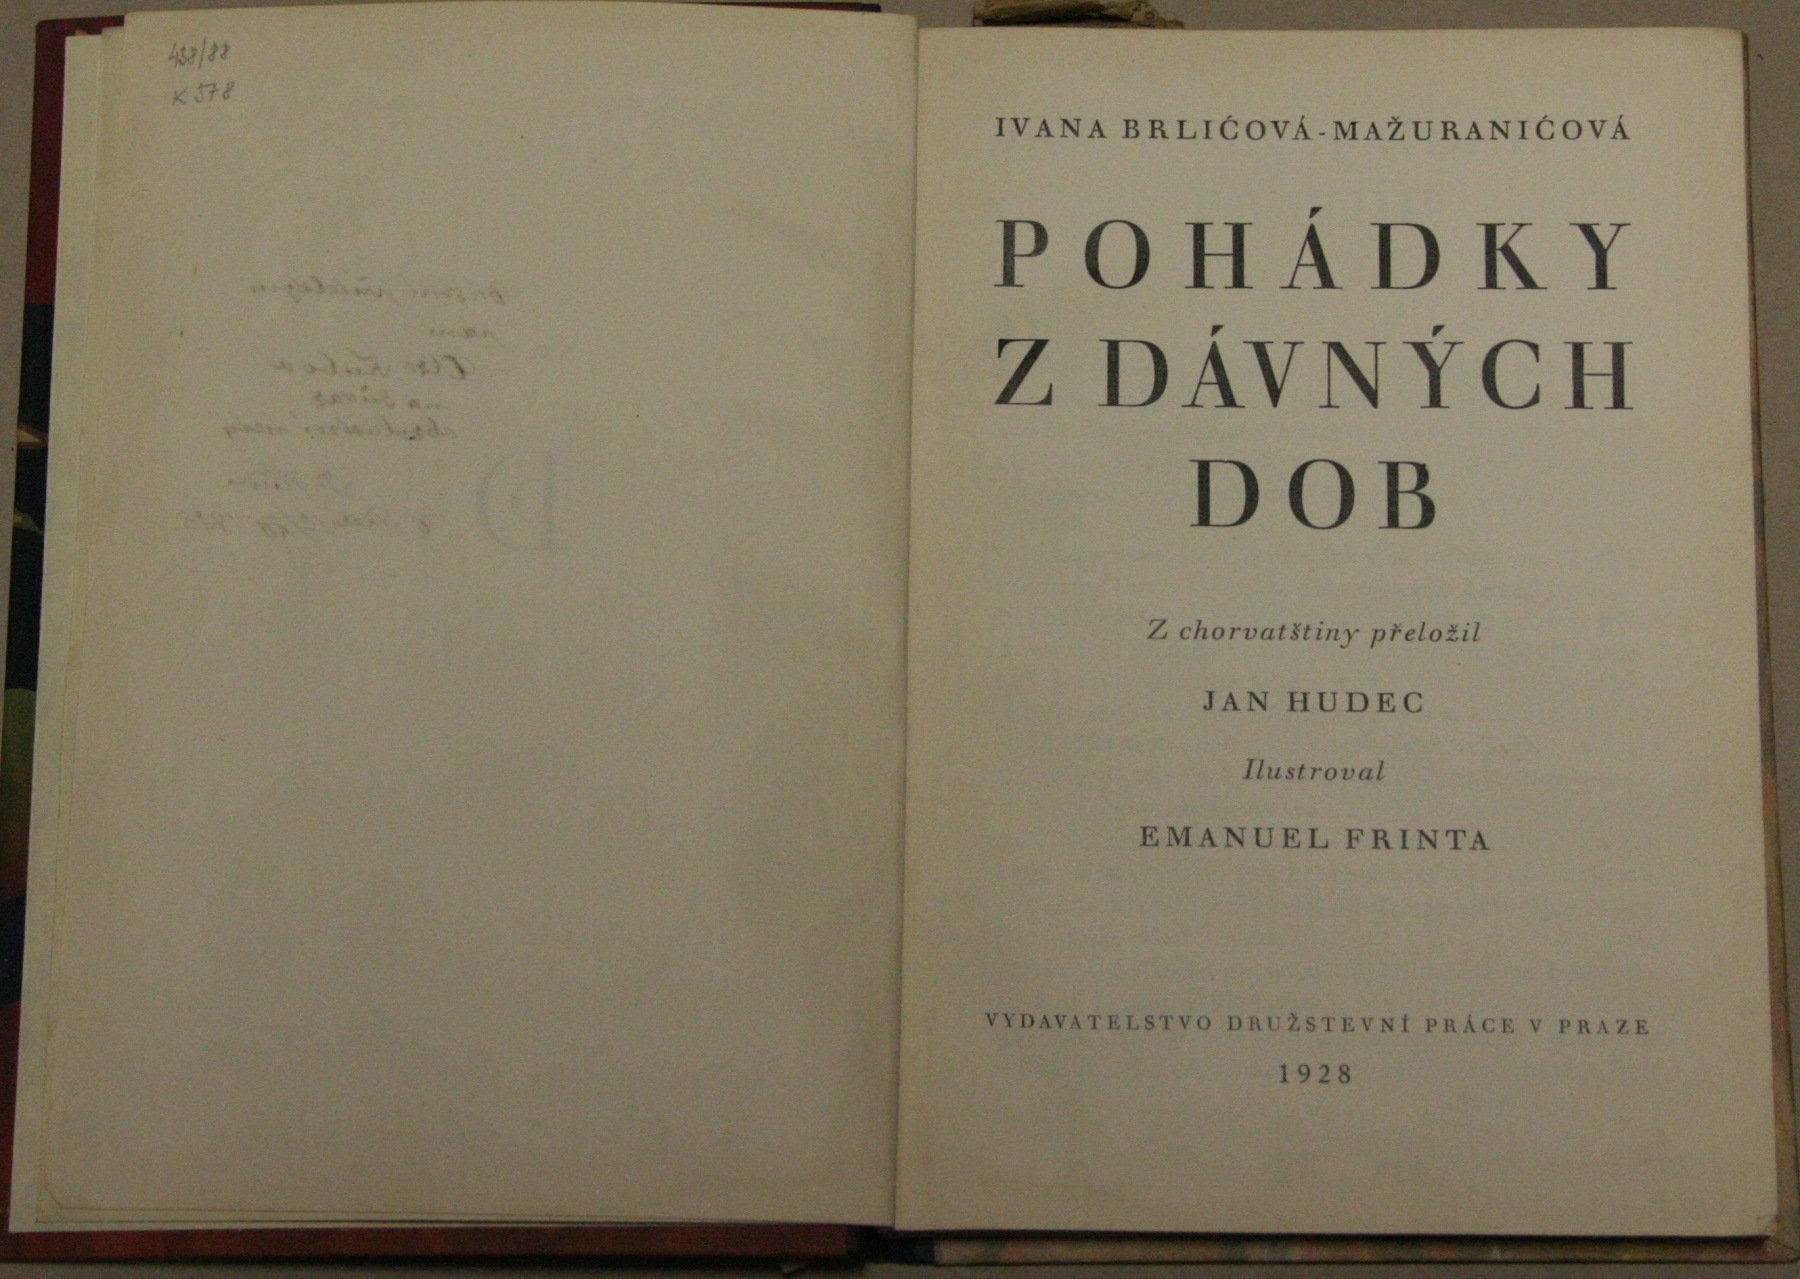 438/88
K 578
IVANA BRLIĆOVÁ-MAŽURANIĆOVÁ
POHÁDKY
Z DÁVNÝCH
DOB
Z chorvatštiny přeložil
JAN HUDEC
Ilustroval
EMANUEL FRINTA
VYDAVATELSTVO DRUŽSTEVNÍ PRÁCE V PRAZE
1928